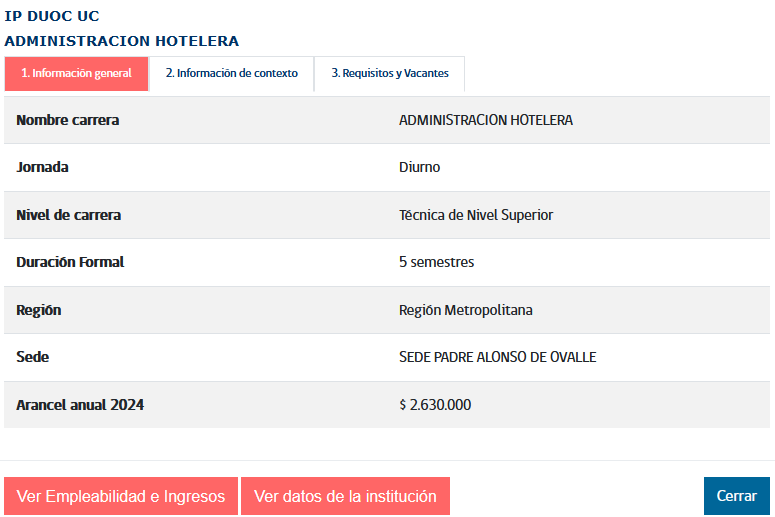 IP DUOC UC
ADMINISTRACION HOTELERA
1. Información general 2. Información de contexto 3. Requisitos y Vacantes
Nombre carrera ADMINISTRACION HOTELERA
Jornada Diurno
Nivel de carrera Técnica de Nivel Superior
Duración Formal 5 semestres
Región Región Metropolitana
Sede SEDE PADRE ALONSO DE OVALLE
Arancel anual 2024 $ 2.630.000
Ver Empleabilidad e Ingresos Ver datos de la institución Cerrar